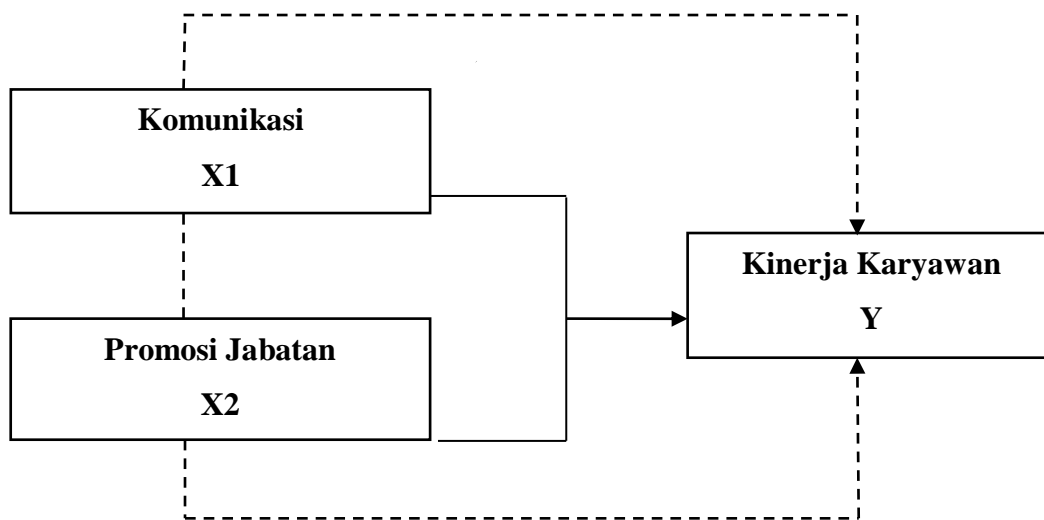 Komunikasi
X1
Promosi Jabatan
X2
Kinerja Karyawan
Y